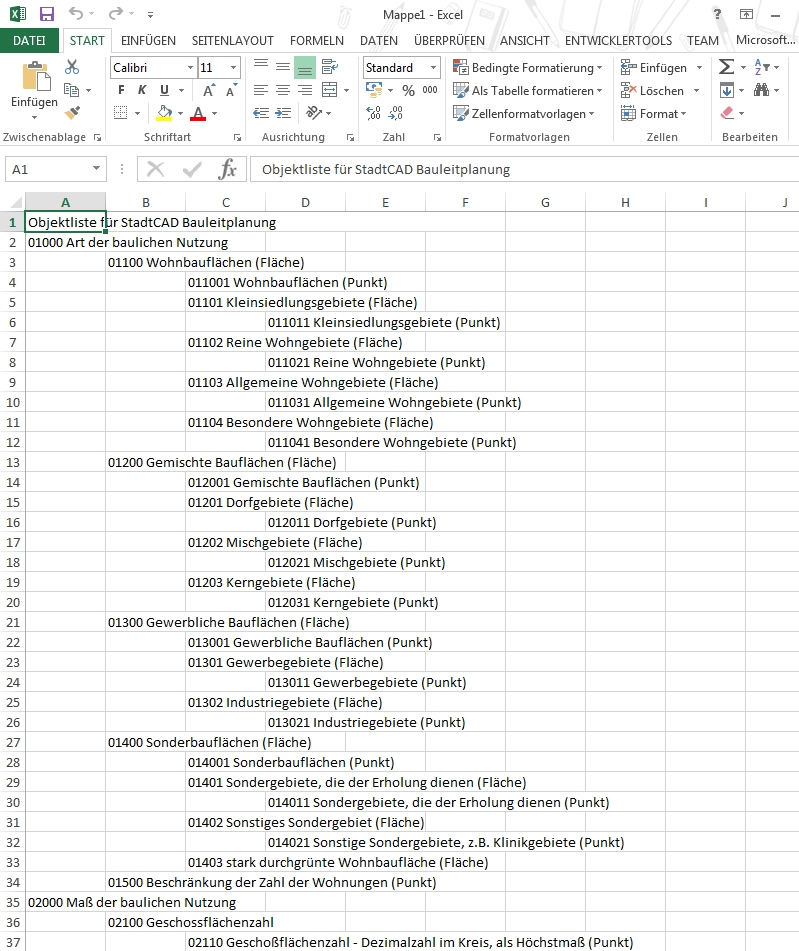 Mappe1 - Excel
?
DATEI START EINFÜGEN SEITENLAYOUT FORMELN DATEN ÜBERPRÜFEN ANSICHT ENTWICKLERTOOLS TEAM Microsoft...
Einfügen
Calibri 11
F K U A A
A
Standard
% 000
,00 ,00
Bedingte Formatierung
Als Tabelle formatieren
Zellenformatvorlagen
Einfügen
Löschen
Format
Zwischenablage Schriftart Ausrichtung Zahl Formatvorlagen Zellen Bearbeiten
A1 fx Objektliste für StadtCAD Bauleitplanung
A B C D E F G H I J
1 Objektliste für StadtCAD Bauleitplanung
2 01000 Art der baulichen Nutzung
3 01100 Wohnbauflächen (Fläche)
4 011001 Wohnbauflächen (Punkt)
5 01101 Kleinsiedlungsgebiete (Fläche)
6 011011 Kleinsiedlungsgebiete (Punkt)
7 01102 Reine Wohngebiete (Fläche)
8 011021 Reine Wohngebiete (Punkt)
9 01103 Allgemeine Wohngebiete (Fläche)
10 011031 Allgemeine Wohngebiete (Punkt)
11 01104 Besondere Wohngebiete (Fläche)
12 011041 Besondere Wohngebiete (Punkt)
13 01200 Gemischte Bauflächen (Fläche)
14 012001 Gemischte Bauflächen (Punkt)
15 01201 Dorfgebiete (Fläche)
16 012011 Dorfgebiete (Punkt)
17 01202 Mischgebiete (Fläche)
18 012021 Mischgebiete (Punkt)
19 01203 Kerngebiete (Fläche)
20 012031 Kerngebiete (Punkt)
21 01300 Gewerbliche Bauflächen (Fläche)
22 013001 Gewerbliche Bauflächen (Punkt)
23 01301 Gewerbegebiete (Fläche)
24 013011 Gewerbegebiete (Punkt)
25 01302 Industriegebiete (Fläche)
26 013021 Industriegebiete (Punkt)
27 01400 Sonderbauflächen (Fläche)
28 014001 Sonderbauflächen (Punkt)
29 01401 Sondergebiete, die der Erholung dienen (Fläche)
30 014011 Sondergebiete, die der Erholung dienen (Punkt)
31 01402 Sonstiges Sondergebiet (Fläche)
32 014021 Sonstige Sondergebiete, z.B. Klinikgebiete (Punkt)
33 01403 stark durchgrünte Wohnbaufläche (Fläche)
34 01500 Beschränkung der Zahl der Wohnungen (Punkt)
35 02000 Maß der baulichen Nutzung
36 02100 Geschossflächenzahl
37 02110 Geschoßflächenzahl - Dezimalzahl im Kreis, als Höchstmaß (Punkt)